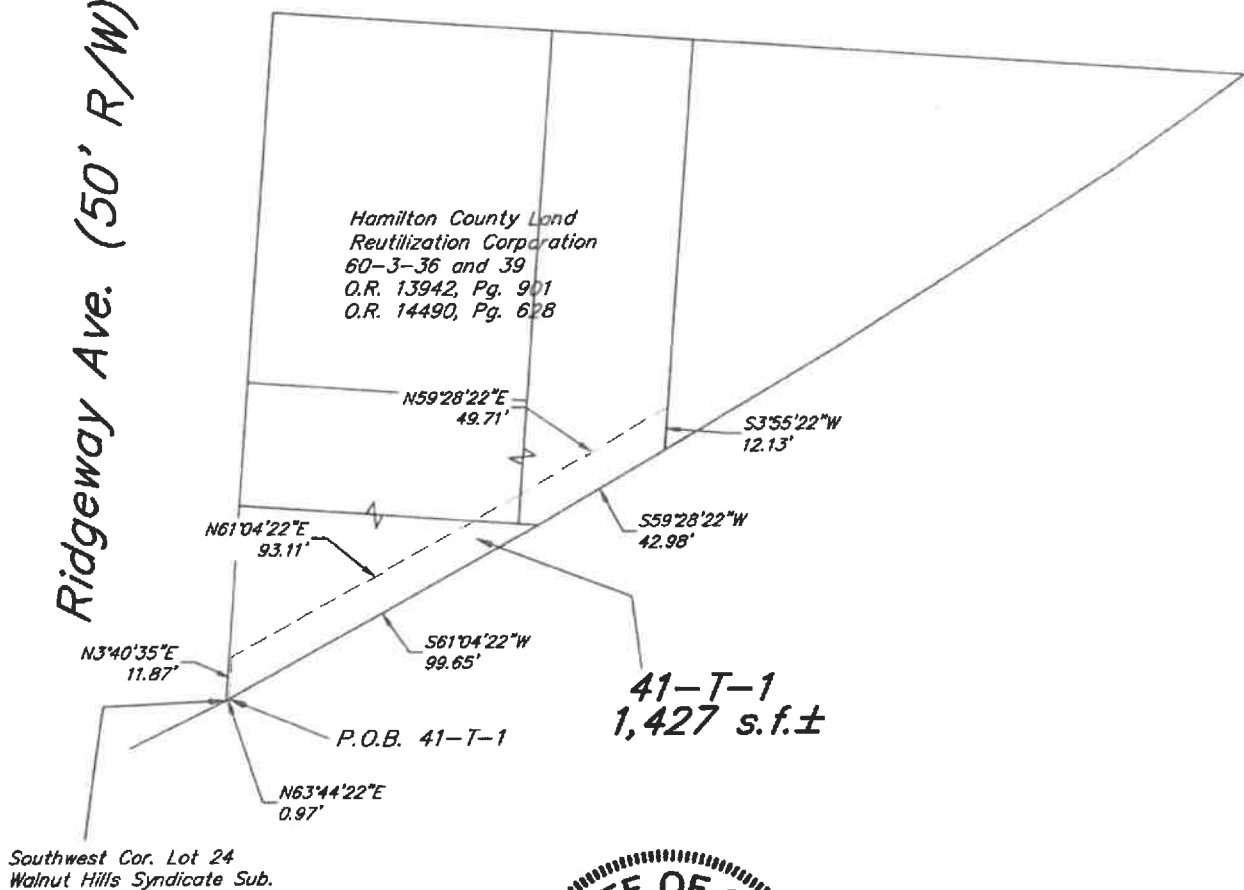 Ridgeway Ave. (50' R/W)
Hamilton County Land
Reutilization Corporation
60-3-36 and 39
O.R. 13942, Pg. 901
O.R. 14490, Pg. 628
N59°28'22"E
49.71'
S3°55'22"W
12.13'
N61°04'22"E
93.11'
S59°28'22"W
42.98'
N3°40'35"E
11.87'
S61°04'22"W
99.65'
41-T-1
1,427 s.f.±
P.O.B. 41-T-1
N63°44'22"E
0.97'
Southwest Cor. Lot 24
Walnut Hills Syndicate Sub.
TE OF